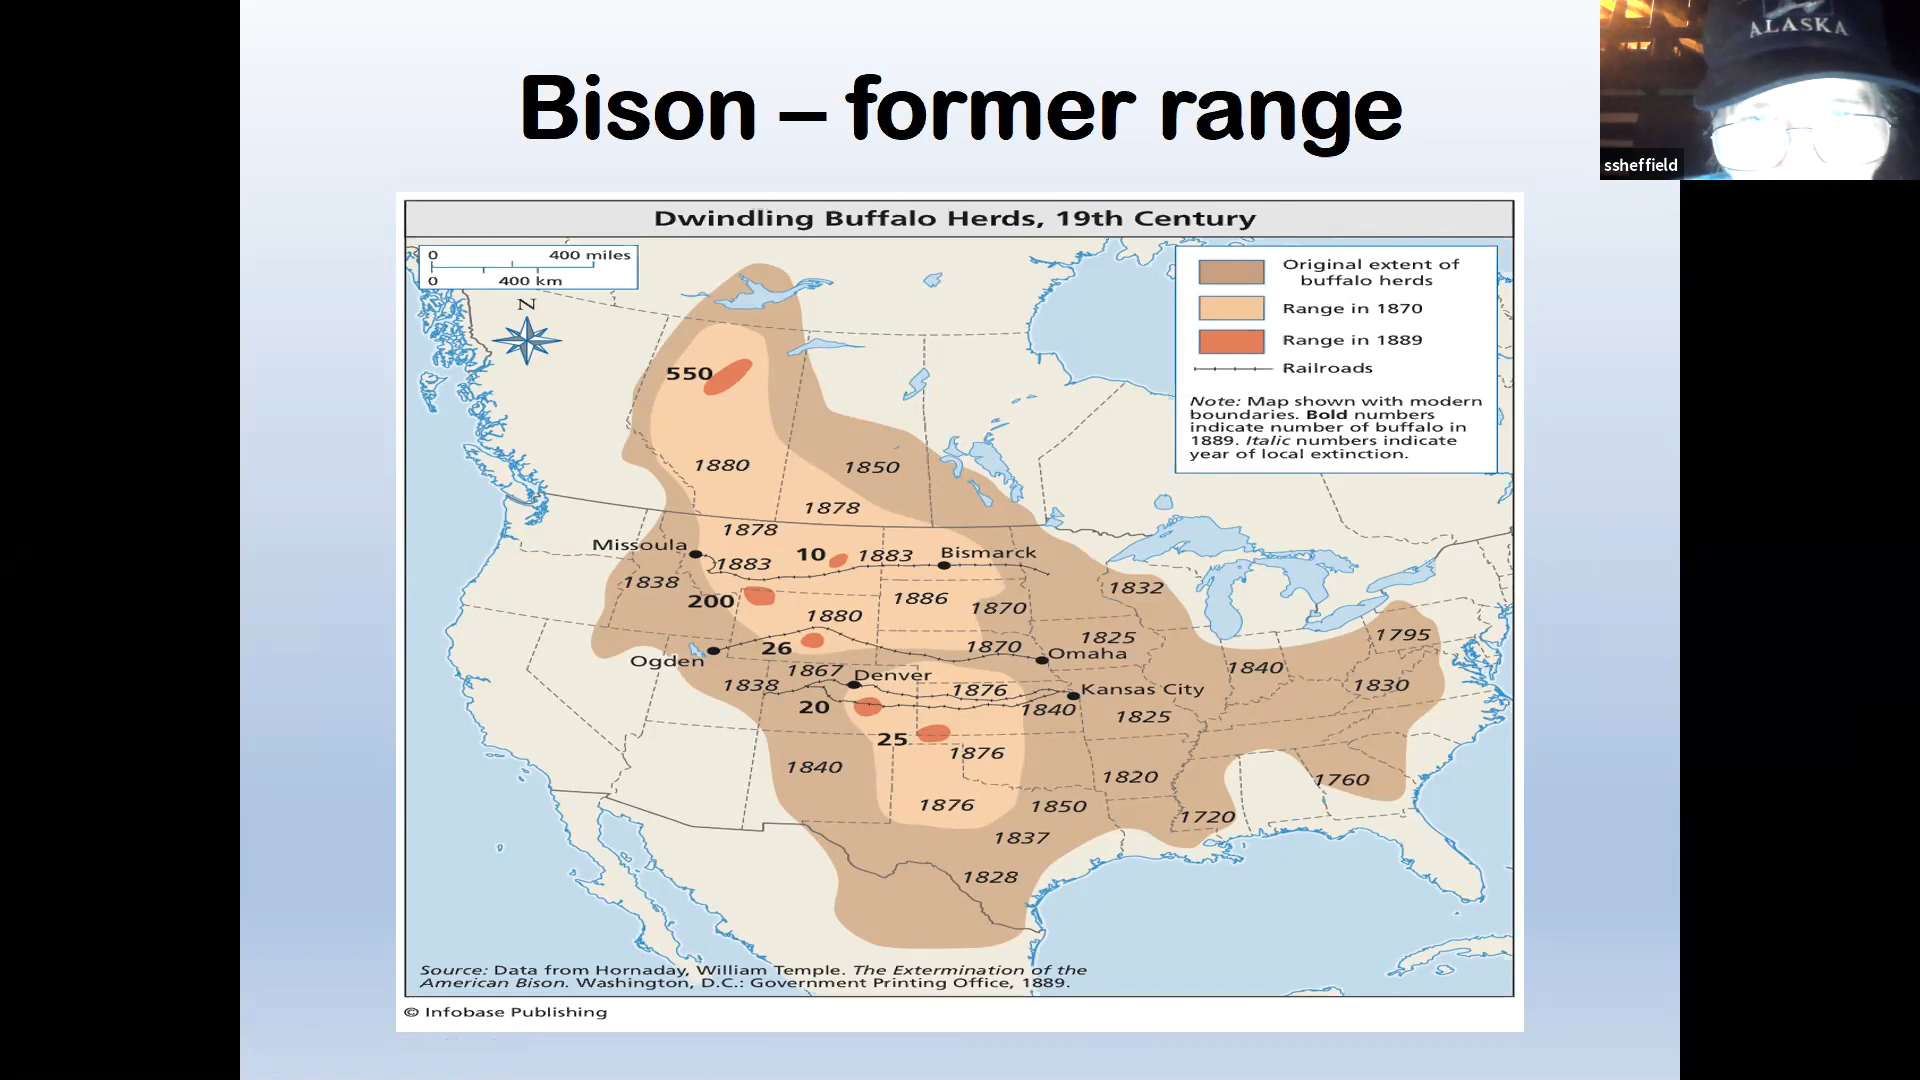 Bison – former range
ALASKA
ssheffield
Dwindling Buffalo Herds, 19th Century
0 400 miles
0 400 km
N
Original extent of
buffalo herds
Range in 1870
Range in 1889
Railroads
Note: Map shown with modern
boundaries. Bold numbers
indicate number of buffalo in
1889. Italic numbers indicate
year of local extinction.
550
1880
1850
1878
1878
Missoula
1883
10
1883
Bismarck
1838
200
1886
1870
1832
1880
1795
26
1870
1825
Omaha
Ogden
1867
Denver
1840
1838
1876
Kansas City
1830
20
1840
1825
25
1876
1840
1820
1760
1876
1850
1720
1837
1828
Source: Data from Hornaday, William Temple. The Extermination of the
American Bison. Washington, D.C.: Government Printing Office, 1889.
© Infobase Publishing